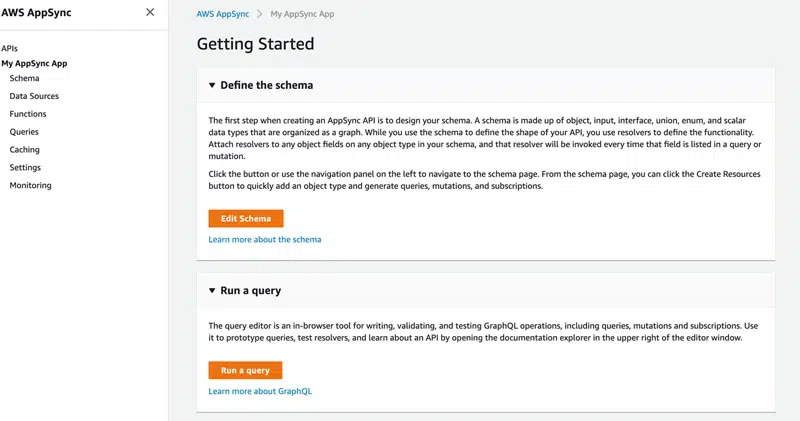 AWS AppSync
AWS AppSync > My AppSync App
APIs
My AppSync App
Schema
Data Sources
Functions
Queries
Caching
Settings
Monitoring
Getting Started
Define the schema
The first step when creating an AppSync API is to design your schema. A schema is made up of object, input, interface, union, enum, and scalar
data types that are organized as a graph. While you use the schema to define the shape of your API, you use resolvers to define the functionality.
Attach resolvers to any object fields on any object type in your schema, and that resolver will be invoked every time that field is listed in a query or
mutation.
Click the button or use the navigation panel on the left to navigate to the schema page. From the schema page, you can click the Create Resources
button to quickly add an object type and generate queries, mutations, and subscriptions.
Edit Schema
Learn more about the schema
Run a query
The query editor is an in-browser tool for writing, validating, and testing GraphQL operations, including queries, mutations and subscriptions. Use
it to prototype queries, test resolvers, and learn about an API by opening the documentation explorer in the upper right of the editor window.
Run a query
Learn more about GraphQL